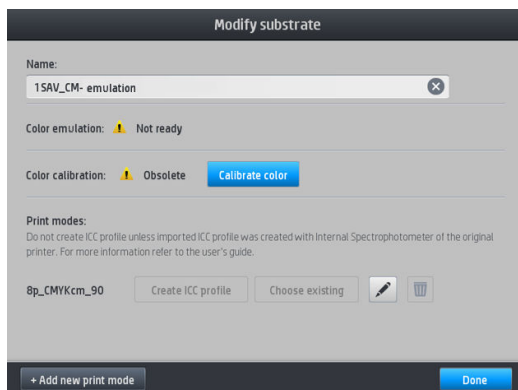 Modify substrate
Name:
1SAV_CM- emulation
Color emulation: Not ready
Color calibration: Obsolete Calibrate color
Print modes:
Do not create ICC profile unless imported ICC profile was created with Internal Spectrophotometer of the original
printer. For more information refer to the user's guide.
8p_CMYKcm_90 Create ICC profile Choose existing
+ Add new print mode Done